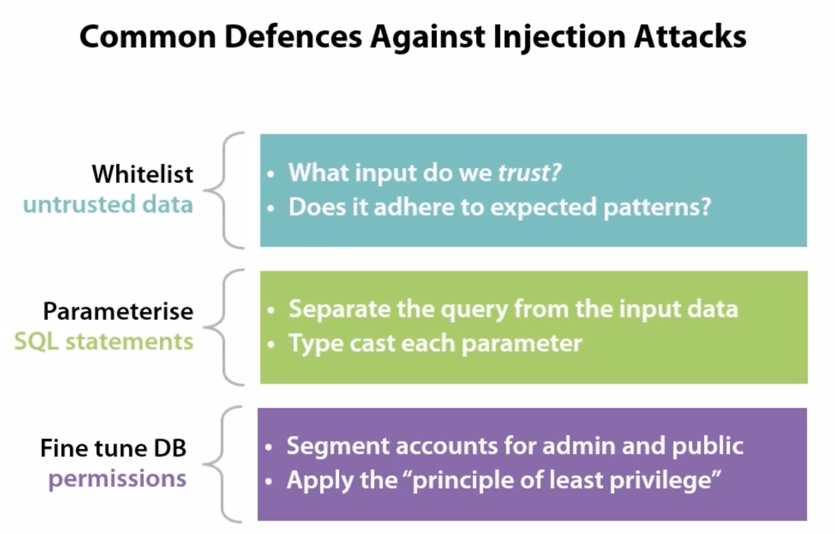 Common Defences Against Injection Attacks
Whitelist
untrusted data
• What input do we trust?
• Does it adhere to expected patterns?
Parameterise
SQL statements
• Separate the query from the input data
• Type cast each parameter
Fine tune DB
permissions
• Segment accounts for admin and public
• Apply the “principle of least privilege”